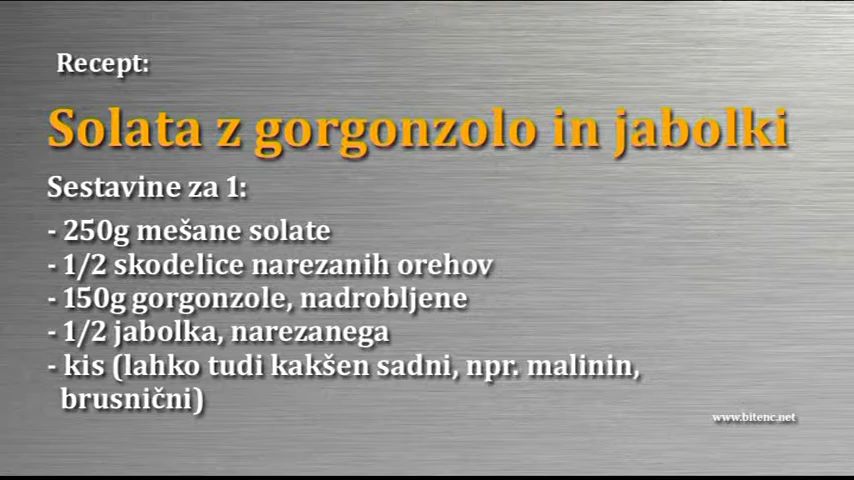 Recept:
Solata z gorgonzolo in jabolki
Sestavine za 1:
- 250g mešane solate
- 1/2 skodelice narezanih orehov
- 150g gorgonzole, nadrobljene
- 1/2 jabolka, narezanega
- kis (lahko tudi kakšen sadni, npr. malinin,
brusnični)
www.bitenc.net